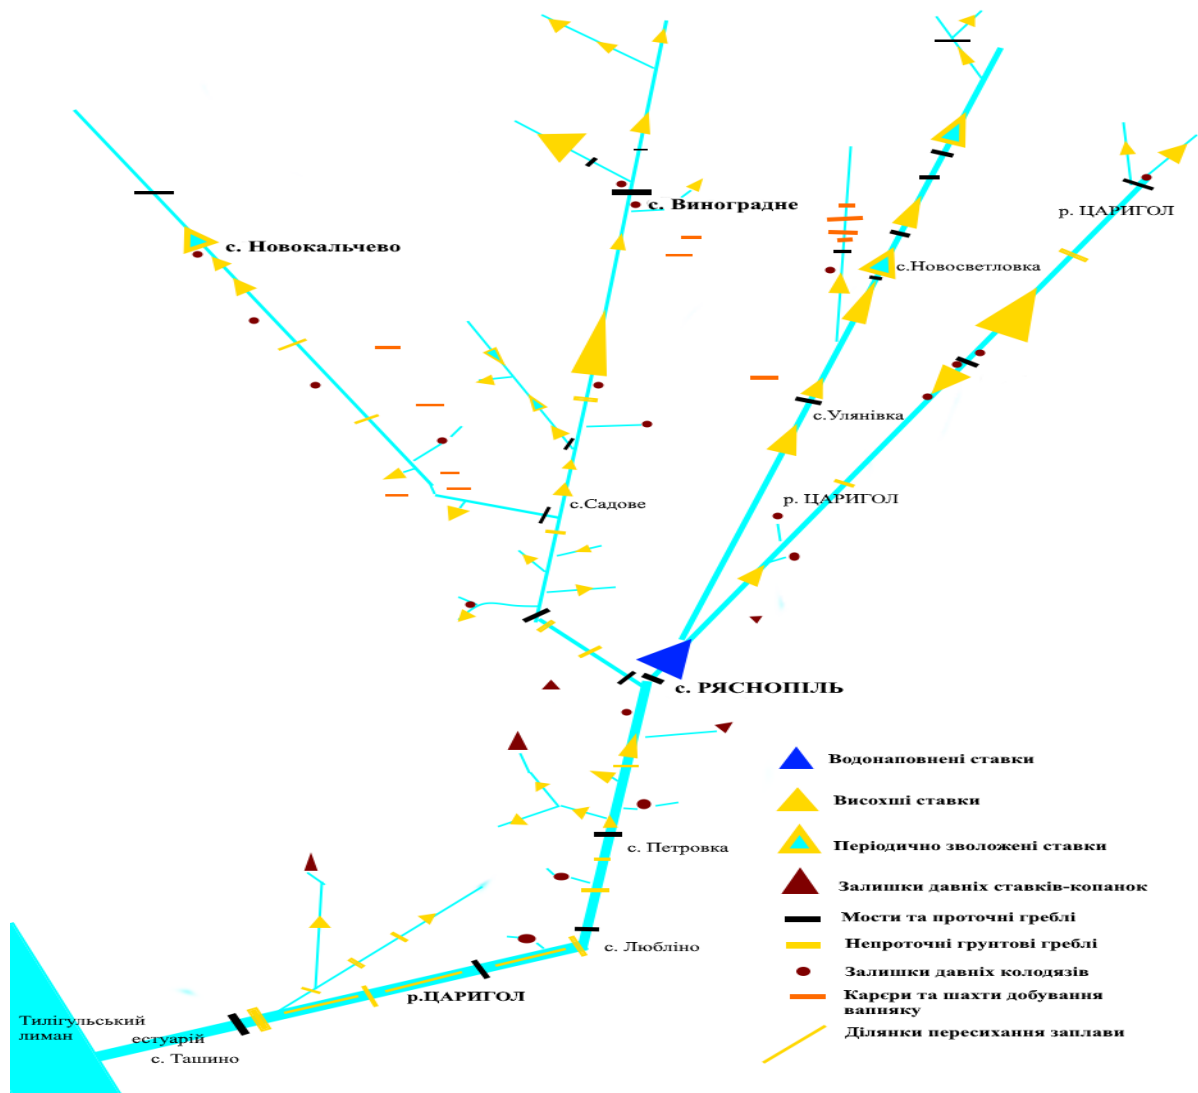 р. ЦАРИГОЛ
с. Виноградне
с. Новокальчево
с.Новосветловка
с.Улянівка
р. ЦАРИГОЛ
с.Садове
с. РЯСНОПІЛЬ
Водонаповнені ставки
Висохші ставки
Періодично зволожені ставки
с. Петровка
Залишки давніх ставків-копанок
Мости та проточні греблі
Непроточні грунтові греблі
с. Любліно
Залишки давніх колодязів
р.ЦАРИГОЛ
Карєри та шахти добування
вапняку
Ділянки пересихання заплави
Тилігульський
лиман
естуарій
с. Ташино